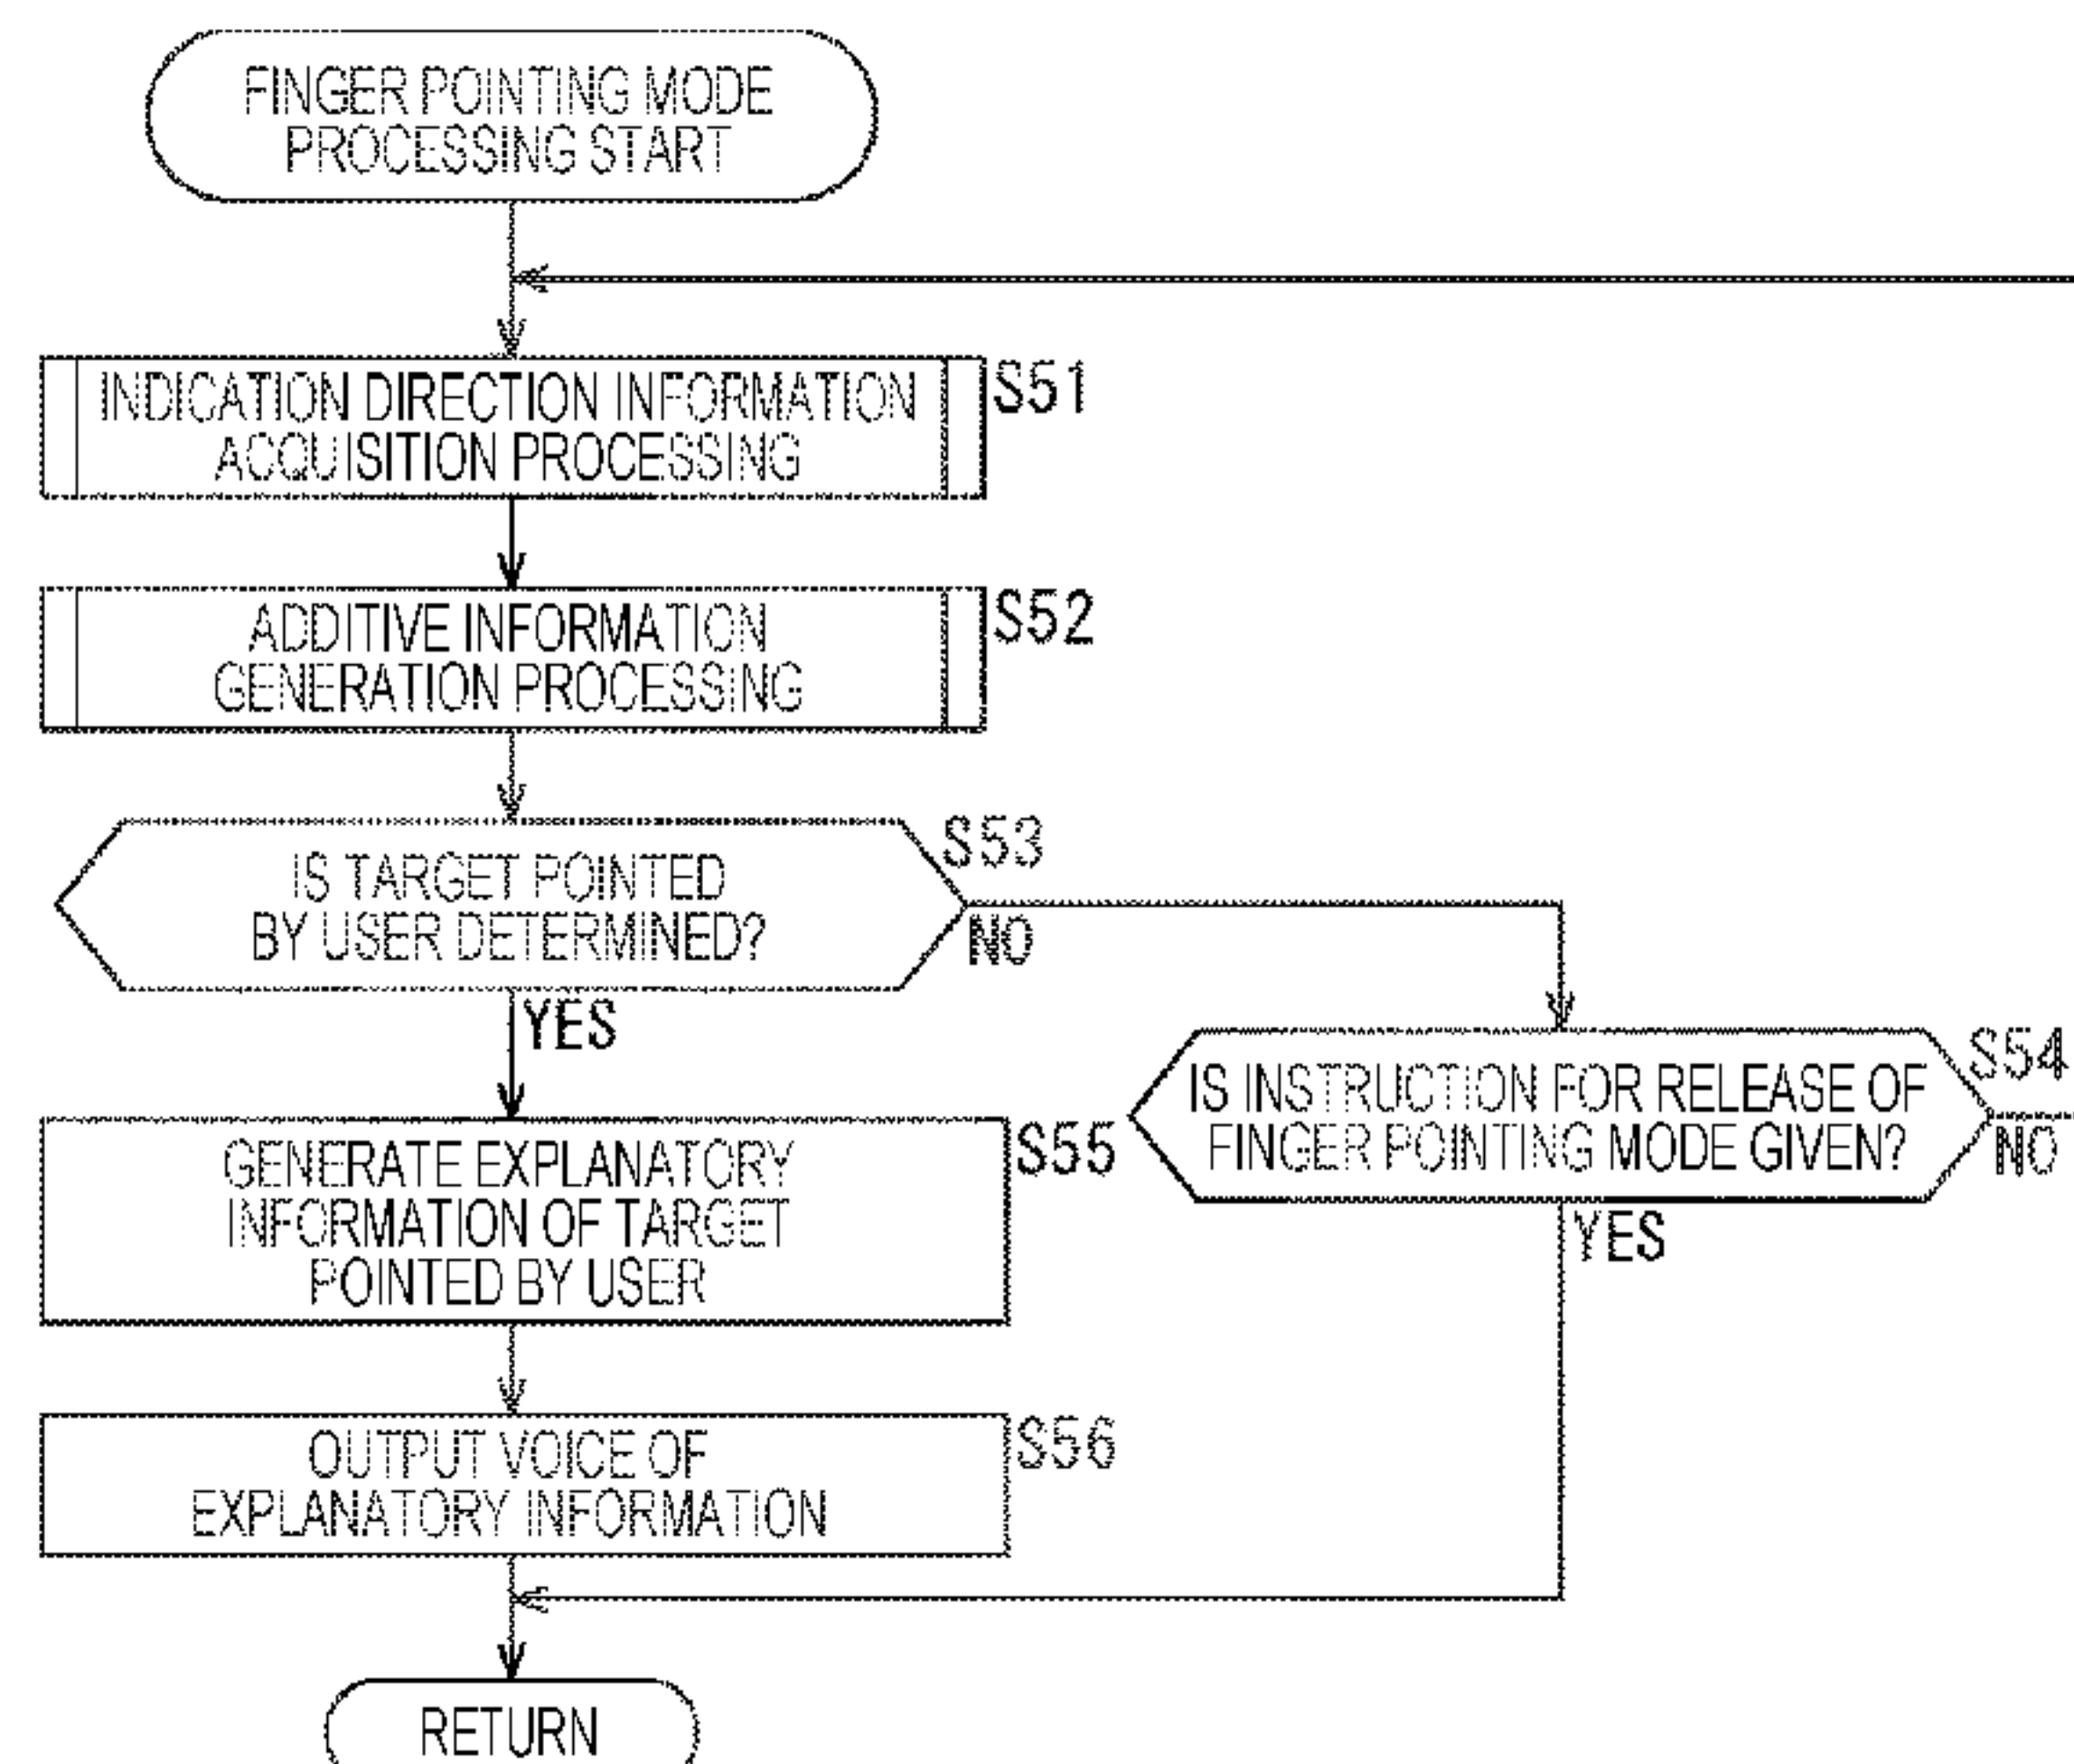 FINGER POINTING MODE
PROCESSING START
INDICATION DIRECTION INFORMATION
ACQUISITION PROCESSING
S51
ADDITIVE INFORMATION
GENERATION PROCESSING
S52
IS TARGET POINTED
BY USER DETERMINED?
S53
NO
YES
IS INSTRUCTION FOR RELEASE OF
FINGER POINTING MODE GIVEN?
S54
NO
YES
GENERATE EXPLANATORY
INFORMATION OF TARGET
POINTED BY USER
S55
OUTPUT VOICE OF
EXPLANATORY INFORMATION
S56
RETURN